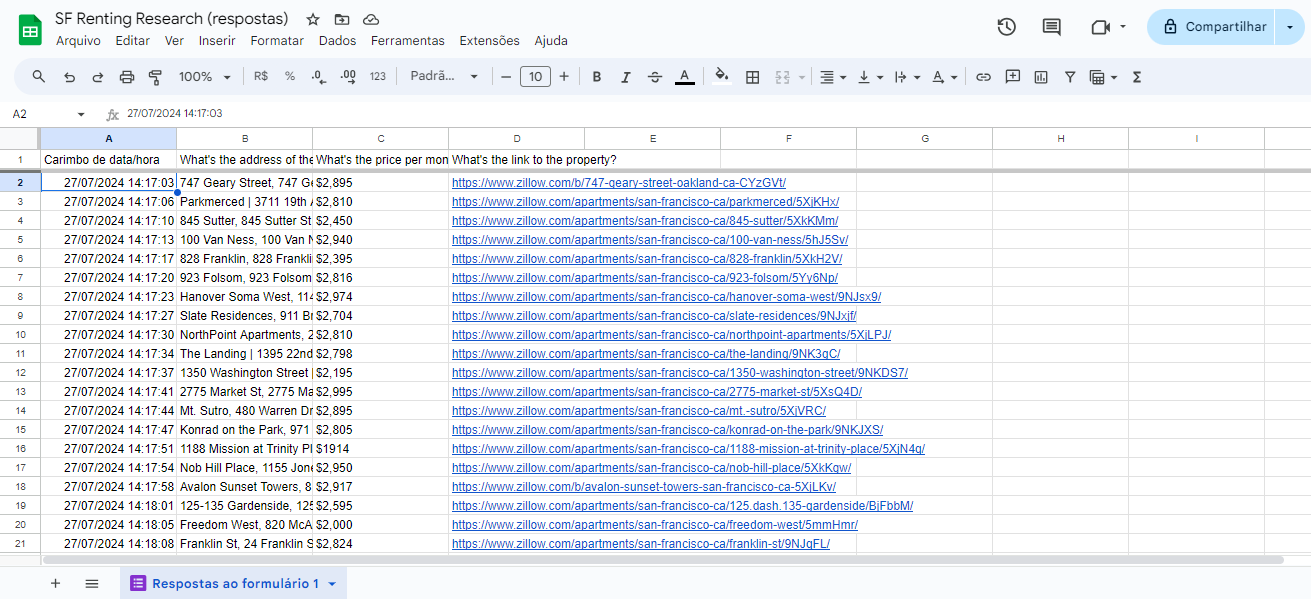 SF Renting Research (respostas)
Arquivo Editar Ver Inserir Formatar Dados Ferramentas Extensões Ajuda
Compartilhar
100% R$ % .0 .00 123 Padrã... 10 B I S A Σ
A2 fx 27/07/2024 14:17:03
A B C D E F G H I
1 Carimbo de data/hora What's the address of the What's the price per mon What's the link to the property?
2 27/07/2024 14:17:03 747 Geary Street, 747 Ge $2,895 https://www.zillow.com/b/747-geary-street-oakland-ca-CYzGVt/
3 27/07/2024 14:17:06 Parkmerced | 3711 19th A $2,810 https://www.zillow.com/apartments/san-francisco-ca/parkmerced/5XjKHx/
4 27/07/2024 14:17:10 845 Sutter, 845 Sutter St $2,450 https://www.zillow.com/apartments/san-francisco-ca/845-sutter/5XkKMm/
5 27/07/2024 14:17:13 100 Van Ness, 100 Van N $2,940 https://www.zillow.com/apartments/san-francisco-ca/100-van-ness/5hJ5Sv/
6 27/07/2024 14:17:17 828 Franklin, 828 Frankli $2,395 https://www.zillow.com/apartments/san-francisco-ca/828-franklin/5XkH2V/
7 27/07/2024 14:17:20 923 Folsom, 923 Folsom $2,816 https://www.zillow.com/apartments/san-francisco-ca/923-folsom/5Yy6Np/
8 27/07/2024 14:17:23 Hanover Soma West, 114 $2,974 https://www.zillow.com/apartments/san-francisco-ca/hanover-soma-west/9NJsx9/
9 27/07/2024 14:17:27 Slate Residences, 911 Br $2,704 https://www.zillow.com/apartments/san-francisco-ca/slate-residences/9NJxjf/
10 27/07/2024 14:17:30 NorthPoint Apartments, 2 $2,810 https://www.zillow.com/apartments/san-francisco-ca/northpoint-apartments/5XjLPJ/
11 27/07/2024 14:17:34 The Landing | 1395 22nd $2,798 https://www.zillow.com/apartments/san-francisco-ca/the-landing/9NK3qC/
12 27/07/2024 14:17:37 1350 Washington Street | $2,195 https://www.zillow.com/apartments/san-francisco-ca/1350-washington-street/9NKDS7/
13 27/07/2024 14:17:41 2775 Market St, 2775 Ma $2,995 https://www.zillow.com/apartments/san-francisco-ca/2775-market-st/5XsQ4D/
14 27/07/2024 14:17:44 Mt. Sutro, 480 Warren Dr $2,895 https://www.zillow.com/apartments/san-francisco-ca/mt.-sutro/5XjVRC/
15 27/07/2024 14:17:47 Konrad on the Park, 971 $2,805 https://www.zillow.com/apartments/san-francisco-ca/konrad-on-the-park/9NKJXS/
16 27/07/2024 14:17:51 1188 Mission at Trinity Pl $1914 https://www.zillow.com/apartments/san-francisco-ca/1188-mission-at-trinity-place/5XjN4q/
17 27/07/2024 14:17:54 Nob Hill Place, 1155 Jone $2,950 https://www.zillow.com/apartments/san-francisco-ca/nob-hill-place/5XkKqw/
18 27/07/2024 14:17:58 Avalon Sunset Towers, 8 $2,917 https://www.zillow.com/b/avalon-sunset-towers-san-francisco-ca-5XjLKv/
19 27/07/2024 14:18:01 125-135 Gardenside, 125 $2,595 https://www.zillow.com/apartments/san-francisco-ca/125.dash.135-gardenside/BjFbbM/
20 27/07/2024 14:18:05 Freedom West, 820 McA $2,000 https://www.zillow.com/apartments/san-francisco-ca/freedom-west/5mmHmr/
21 27/07/2024 14:18:08 Franklin St, 24 Franklin S $2,824 https://www.zillow.com/apartments/san-francisco-ca/franklin-st/9NJqFL/
Respostas ao formulário 1